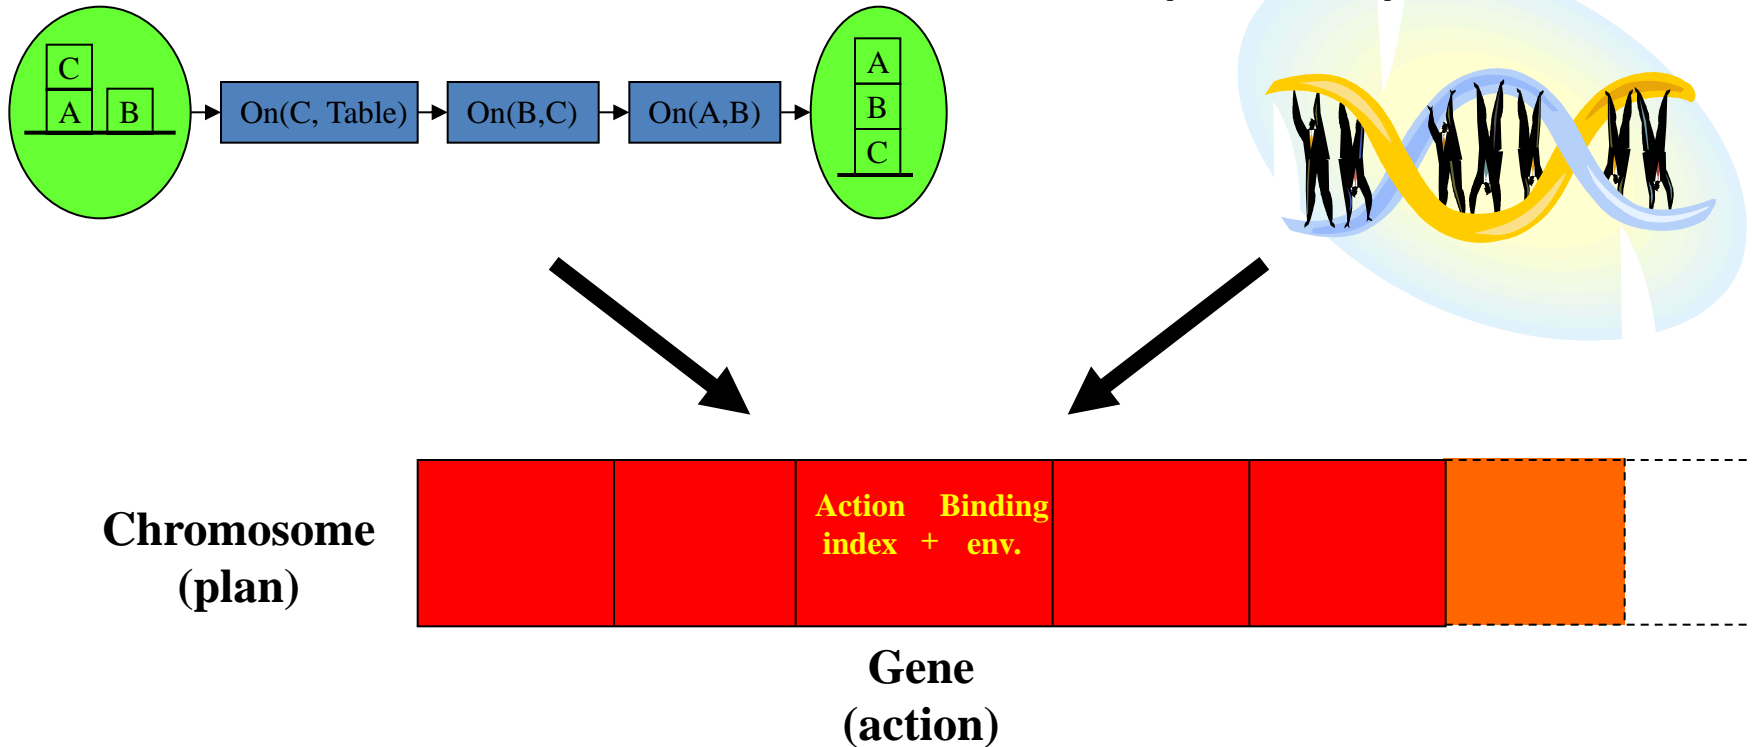 C
A B
On(C, Table)
On(B,C)
On(A,B)
A
B
C
Chromosome
(plan)
Action Binding
index + env.
Gene
(action)